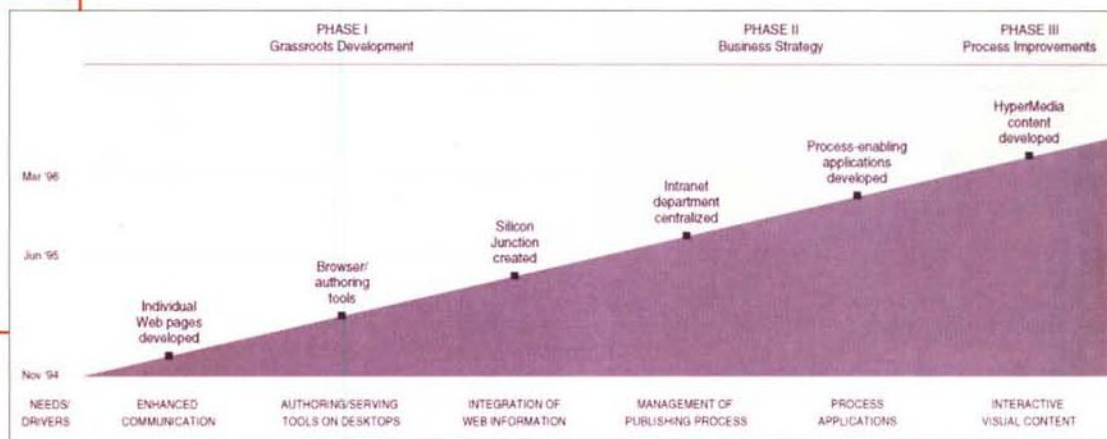 PHASE I
Grassroots Development
PHASE II
Business Strategy
PHASE III
Process Improvements
HyperMedia
content
developed
Process-enabling
applications
developed
Mar '96
Intranet
department
centralized
Silicon
Junction
created
Jun '95
Browser/
authoring
tools
Individual
Web pages
developed
Nov '94
NEEDS/
DRIVERS
ENHANCED
COMMUNICATION
AUTHORING/SERVING
TOOLS ON DESKTOPS
INTEGRATION OF
WEB INFORMATION
MANAGEMENT OF
PUBLISHING PROCESS
PROCESS
APPLICATIONS
INTERACTIVE
VISUAL CONTENT